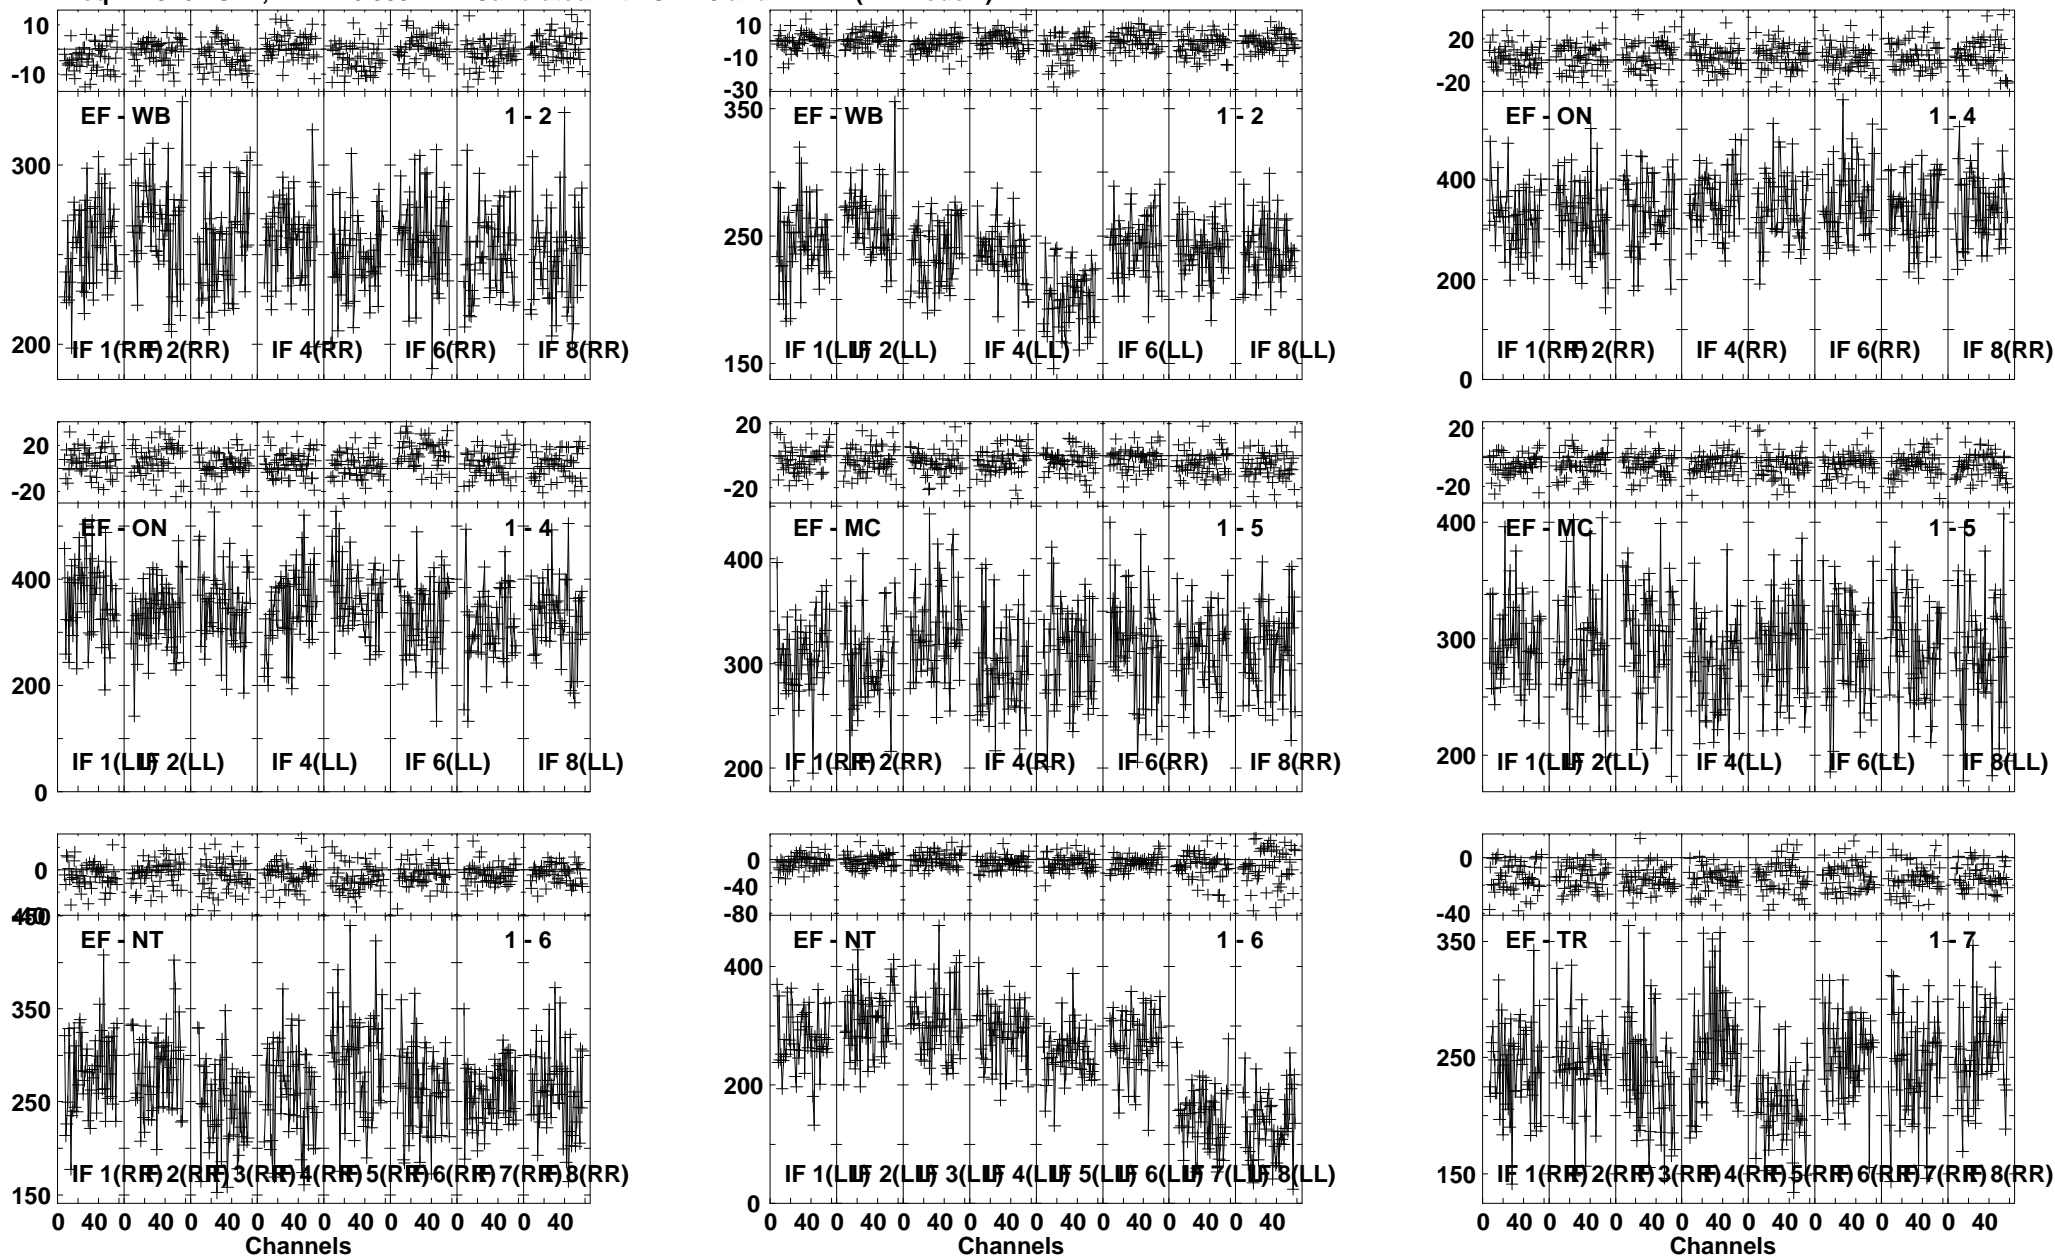 10 10 20
-10 -10 -20
-30
EF - WB 1 - 2 EF - WB 1 - 2 EF - ON 1 - 4
300 350 400
200 250 200
150 0
IF 1(RR) IF 2(RR) IF 4(RR) IF 6(RR) IF 8(RR) IF 1(LL) IF 2(LL) IF 4(LL) IF 6(LL) IF 8(LL) IF 1(RR) IF 2(RR) IF 4(RR) IF 6(RR) IF 8(RR)
20 20 20
-20 -20 -20
EF - ON 1 - 4 EF - MC 1 - 5 EF - MC 1 - 5
400 400 400
200 300 300
0 200 200
IF 1(LL) IF 2(LL) IF 4(LL) IF 6(LL) IF 8(LL) IF 1(RR) IF 2(RR) IF 4(RR) IF 6(RR) IF 8(RR) IF 1(LL) IF 2(LL) IF 4(LL) IF 6(LL) IF 8(LL)
0 0 0
-40 -40
450 -80
EF - NT 1 - 6 EF - NT 1 - 6 EF - TR 1 - 7
350 400 350
250 200 250
150 0 150
IF 1(RR) IF 2(RR) IF 3(RR) IF 4(RR) IF 5(RR) IF 6(RR) IF 7(RR) IF 8(RR) IF 1(LL) IF 2(LL) IF 3(LL) IF 4(LL) IF 5(LL) IF 6(LL) IF 7(LL) IF 8(LL) IF 1(RR) IF 2(RR) IF 3(RR) IF 4(RR) IF 5(RR) IF 6(RR) IF 7(RR) IF 8(RR)
0 40 0 40 0 40 0 40 0 40 0 40 0 40 0 40 0 40 0 40 0 40 0 40 0 40 0 40 0 40 0 40 0 40 0 40 0 40 0 40 0 40 0 40 0 40 0 40
Channels Channels